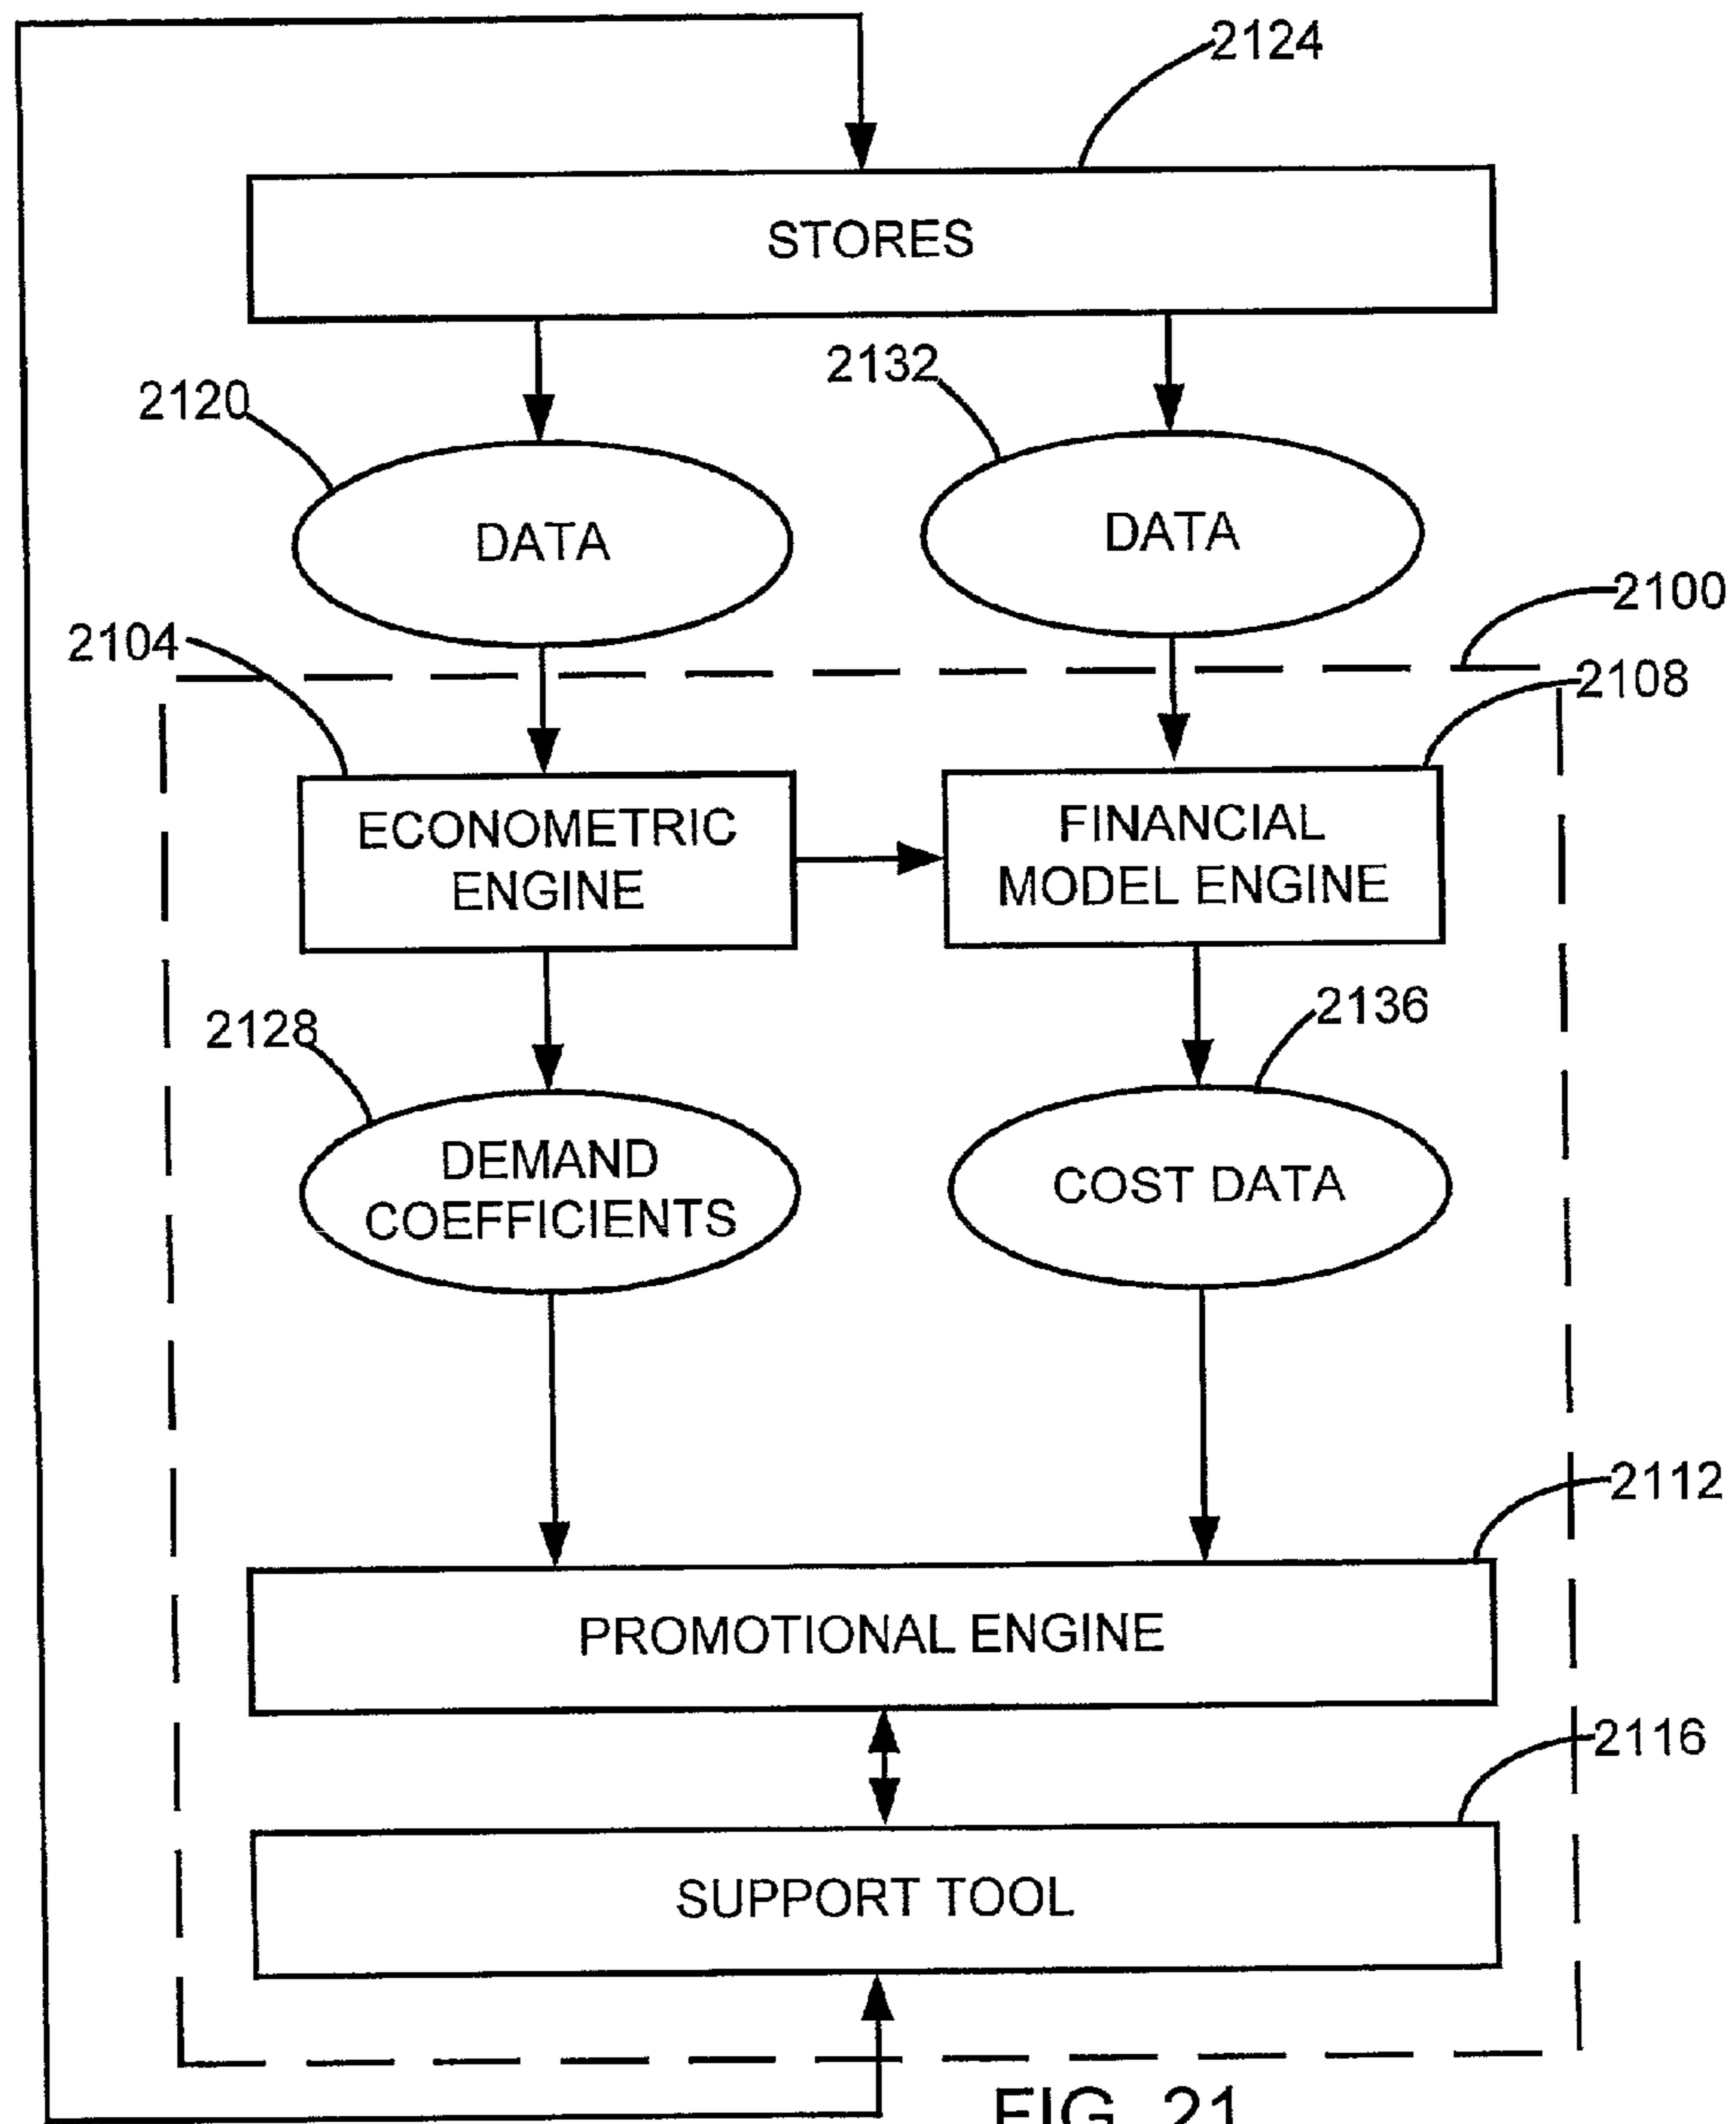 2124
STORES
2132
2120
DATA
DATA
2100
2104
2108
ECONOMETRIC
ENGINE
FINANCIAL
MODEL ENGINE
2136
2128
DEMAND
COEFFICIENTS
COST DATA
2112
PROMOTIONAL ENGINE
2116
SUPPORT TOOL
FIG. 21